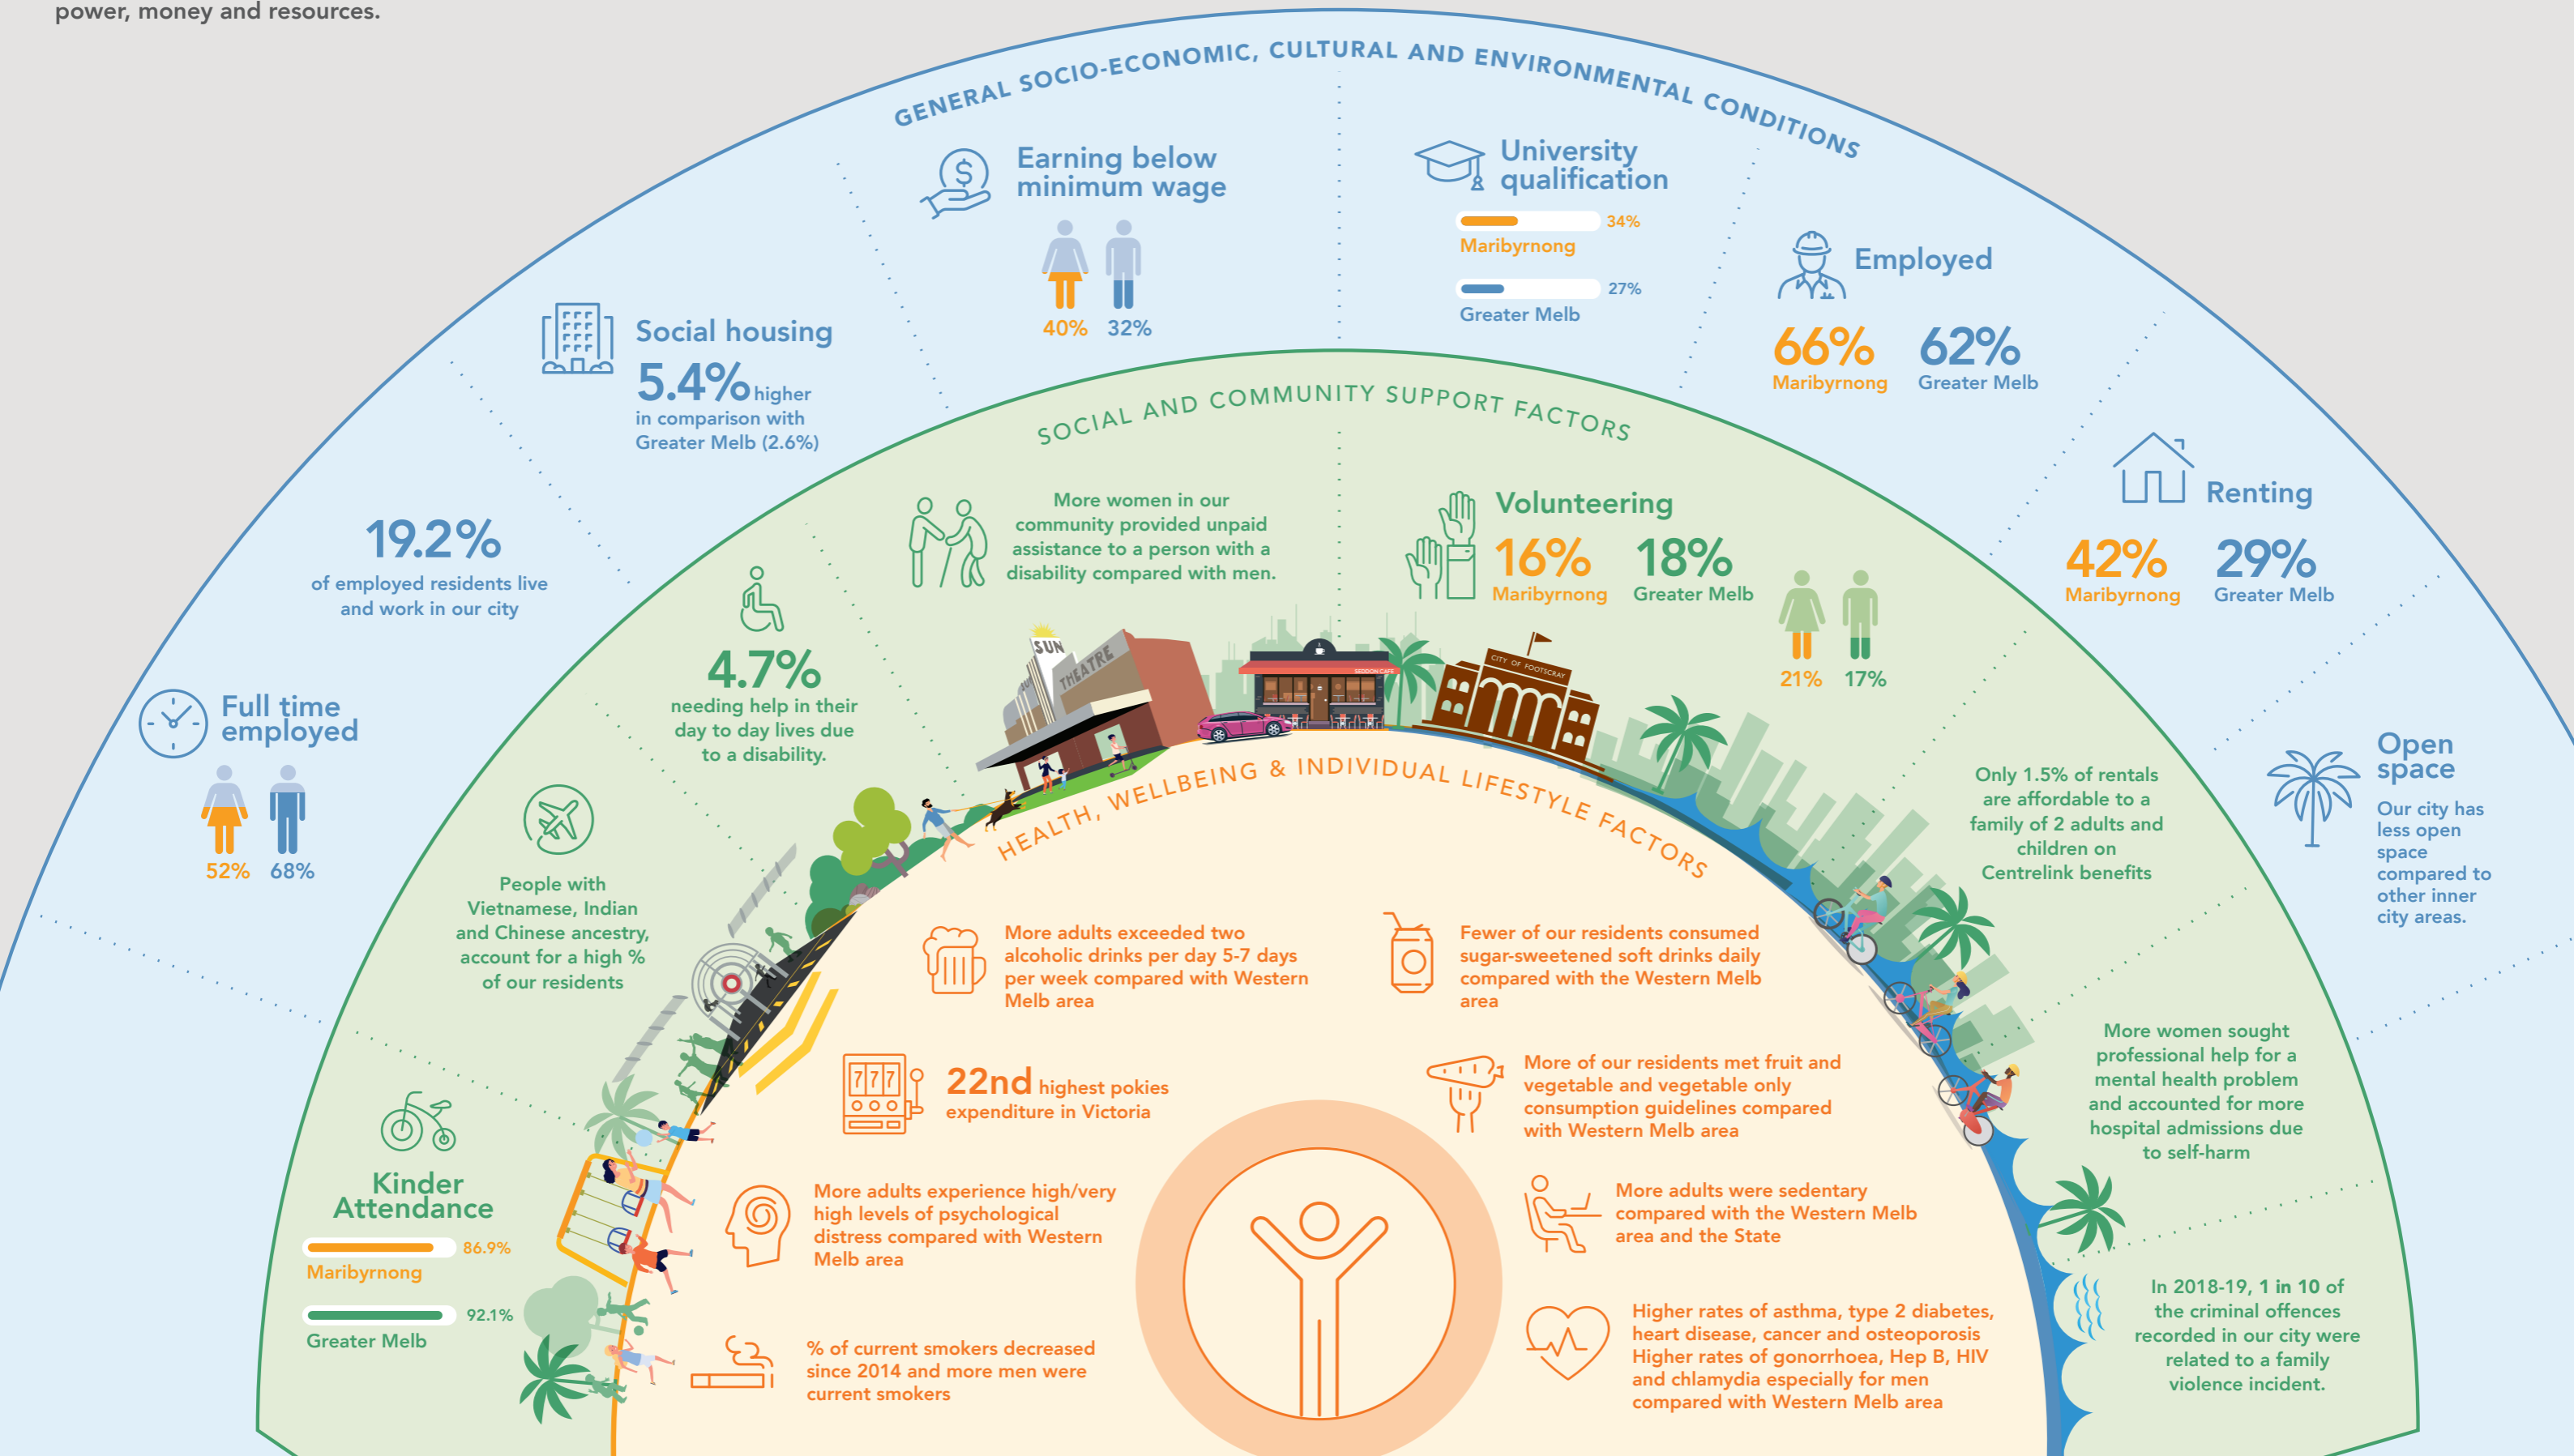 power, money and resources.
GENERAL SOCIO-ECONOMIC, CULTURAL AND ENVIRONMENTAL CONDITIONS
Full time
employed
52% 68%
19.2%
of employed residents live
and work in our city
Social housing
5.4% higher
in comparison with
Greater Melb (2.6%)
Earning below
minimum wage
40% 32%
University
qualification
34%
Maribyrnong
27%
Greater Melb
Employed
66% 62%
Maribyrnong Greater Melb
Renting
42% 29%
Maribyrnong Greater Melb
Open
space
Our city has
less open
space
compared to
other inner
city areas.
SOCIAL AND COMMUNITY SUPPORT FACTORS
Kinder
Attendance
86.9%
Maribyrnong
92.1%
Greater Melb
People with
Vietnamese, Indian
and Chinese ancestry,
account for a high %
of our residents
4.7%
needing help in their
day to day lives due
to a disability.
More women in our
community provided unpaid
assistance to a person with a
disability compared with men.
Volunteering
16% 18%
Maribyrnong Greater Melb
21% 17%
Only 1.5% of rentals
are affordable to a
family of 2 adults and
children on
Centrelink benefits
More women sought
professional help for a
mental health problem
and accounted for more
hospital admissions due
to self-harm
In 2018-19, 1 in 10 of
the criminal offences
recorded in our city were
related to a family
violence incident.
SUN
SUN
THEATRE
SEDDON CAFE
CITY OF FOOTSCRAY
HEALTH, WELLBEING & INDIVIDUAL LIFESTYLE FACTORS
More adults exceeded two
alcoholic drinks per day 5-7 days
per week compared with Western
Melb area
777
22nd highest pokies
expenditure in Victoria
More adults experience high/very
high levels of psychological
distress compared with Western
Melb area
% of current smokers decreased
since 2014 and more men were
current smokers
Fewer of our residents consumed
sugar-sweetened soft drinks daily
compared with the Western Melb
area
More of our residents met fruit and
vegetable and vegetable only
consumption guidelines compared
with Western Melb area
More adults were sedentary
compared with the Western Melb
area and the State
Higher rates of asthma, type 2 diabetes,
heart disease, cancer and osteoporosis
Higher rates of gonorrhoea, Hep B, HIV
and chlamydia especially for men
compared with Western Melb area